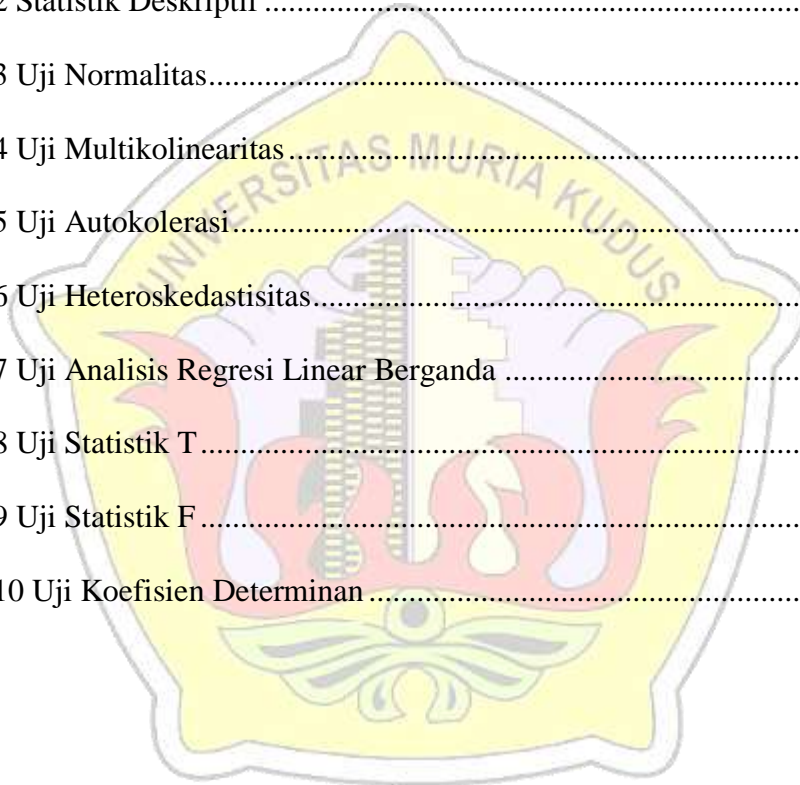 2 Statistik Deskriptif ................................................................
3 Uji Normalitas................................................................
UNIVERSITAS MURIA KUDUS
4 Uji Multikolinearitas ................................................................
5 Uji Autokolerasi................................................................
6 Uji Heteroskedastisitas................................................................
7 Uji Analisis Regresi Linear Berganda ................................................................
8 Uji Statistik T ................................................................
9 Uji Statistik F ................................................................
10 Uji Koefisien Determinan ................................................................